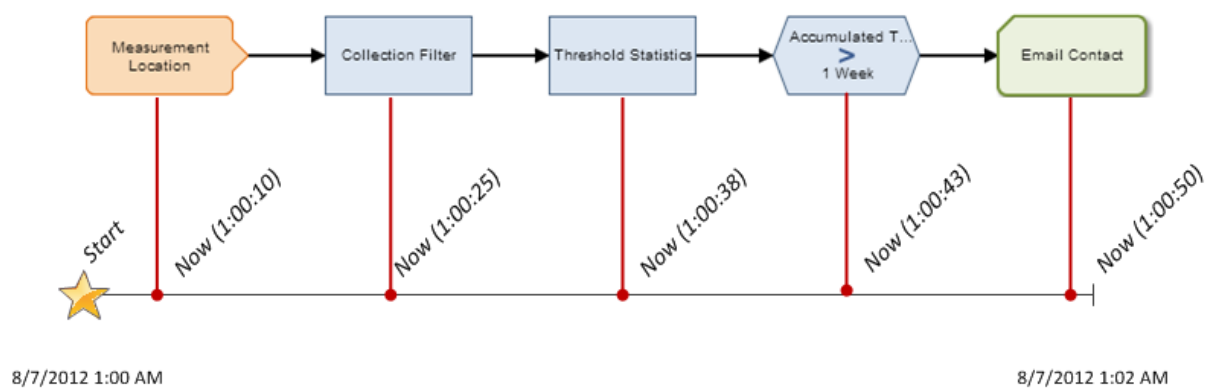 Measurement
Location
Collection Filter
Threshold Statistics
Accumulated T...
>
1 Week
Email Contact
Start
Now (1:00:10)
Now (1:00:25)
Now (1:00:38)
Now (1:00:43)
Now (1:00:50)
8/7/2012 1:00 AM
8/7/2012 1:02 AM